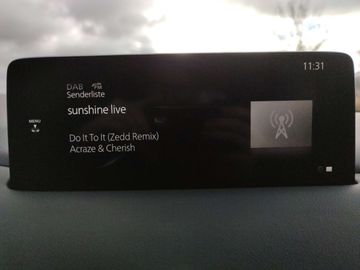 11:31
DAB
Senderliste
MENU
sunshine live
Do It To It (Zedd Remix)
Acraze & Cherish